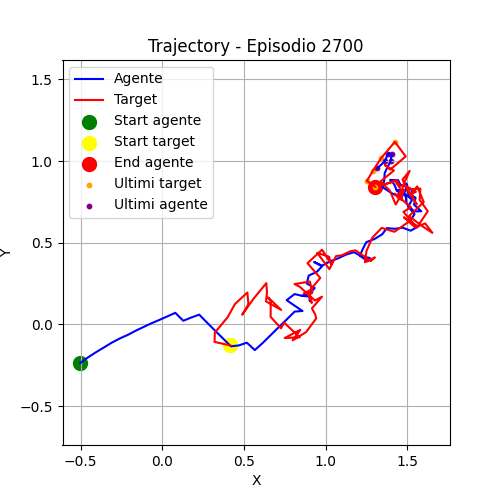 Trajectory - Episodio 2700
Agente
Target
Start agente
Start target
End agente
Ultimi target
Ultimi agente
1.5
1.0
0.5
0.0
−0.5
Y
−0.5
0.0
0.5
1.0
1.5
X